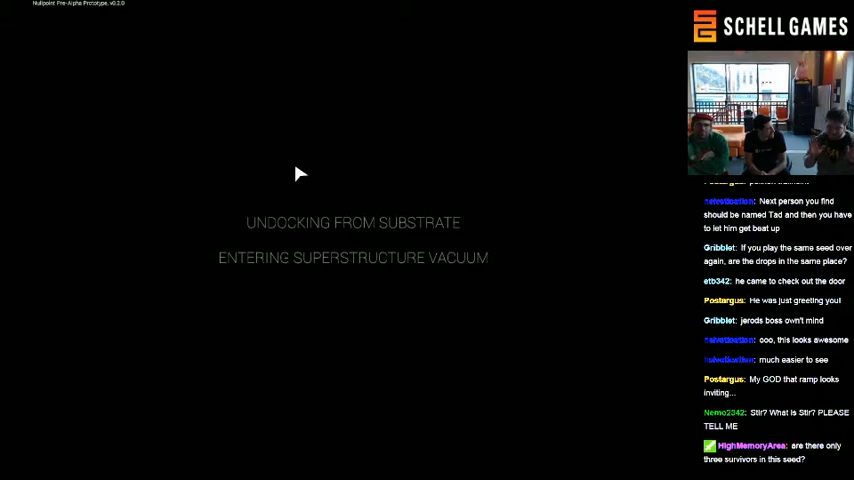 Nullpoint Pre-Alpha Prototype, v0.2.0
SCHELL GAMES
UNDOCKING FROM SUBSTRATE
ENTERING SUPERSTRUCTURE VACUUM
Next person you find
should be named Tad and then you have
to let him get beat up
Gribblet: If you play the same seed over
again, are the drops in the same place?
etb342: he came to check out the door
Postargus: He was just greeting you!
Gribblet: jerods boss own't mind
ooo, this looks awesome
much easier to see
Postargus: My GOD that ramp looks
inviting...
Nemo2342: Stir? What is Stir? PLEASE
TELL ME
HighMemoryArea: are there only
three survivors in this seed?